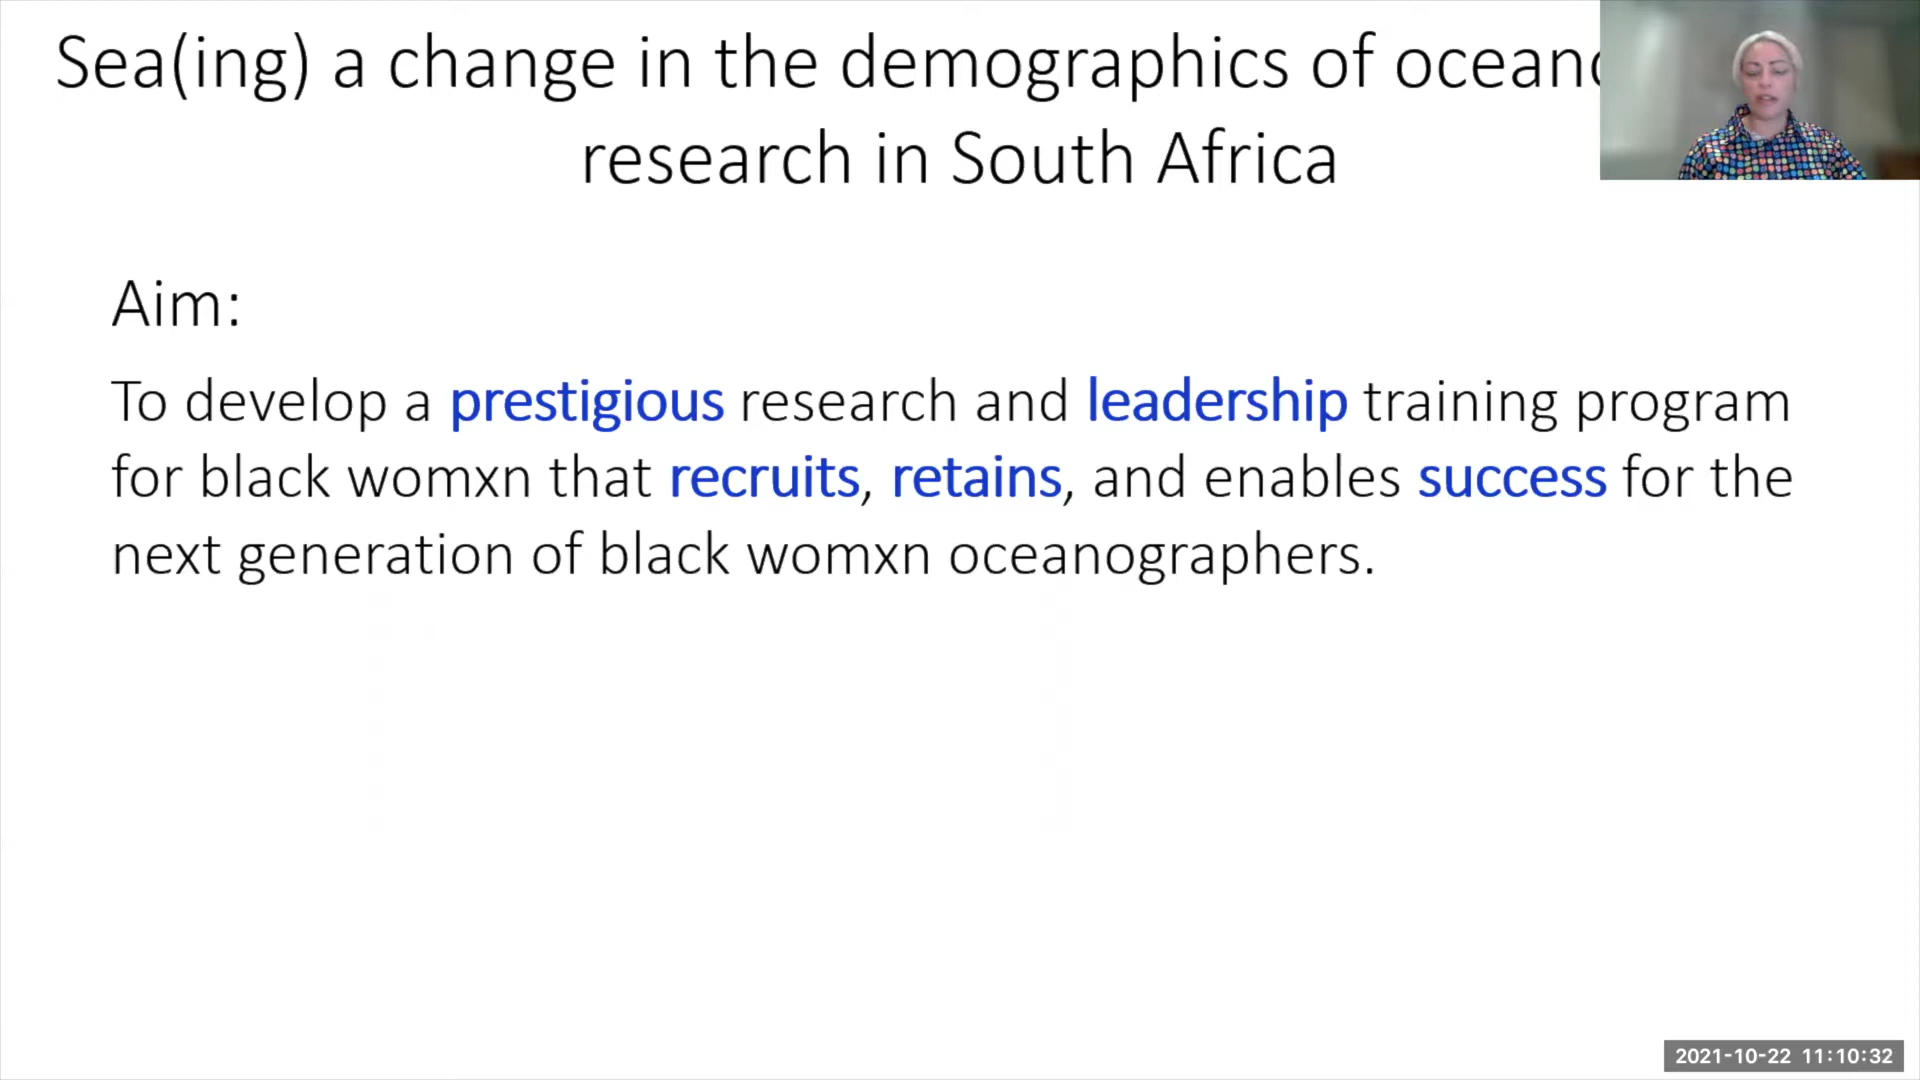 Sea(ing) a change in the demographics of
research in South Africa
Aim:
To develop a prestigious research and leadership training program
for black womxn that recruits, retains, and enables success for the
next generation of black womxn oceanographers.
2021-10-22 11:10:32